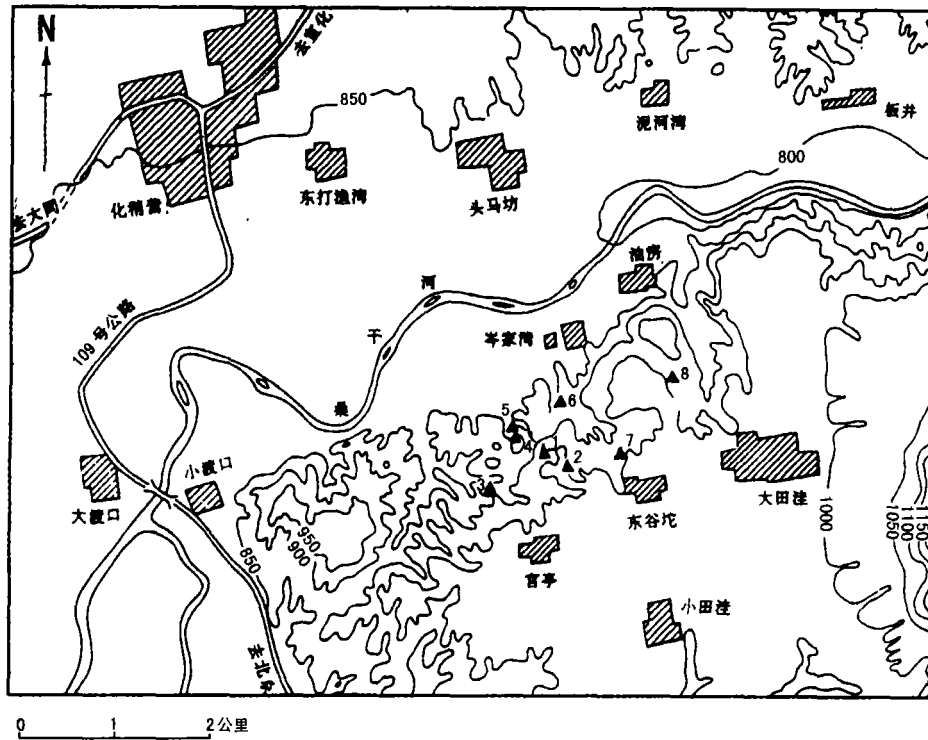 N
去宣化
850
泥河湾
板井
800
去大同
化稍营
东打渔湾
头马坊
油房
河
干
桑
109号公路
岑家湾
8
6
5
4
1
2
7
3
小渡口
大渡口
东谷坨
大田洼
850
900
950
官亭
小田洼
1000
1050
1100
1150
0 1 2公里